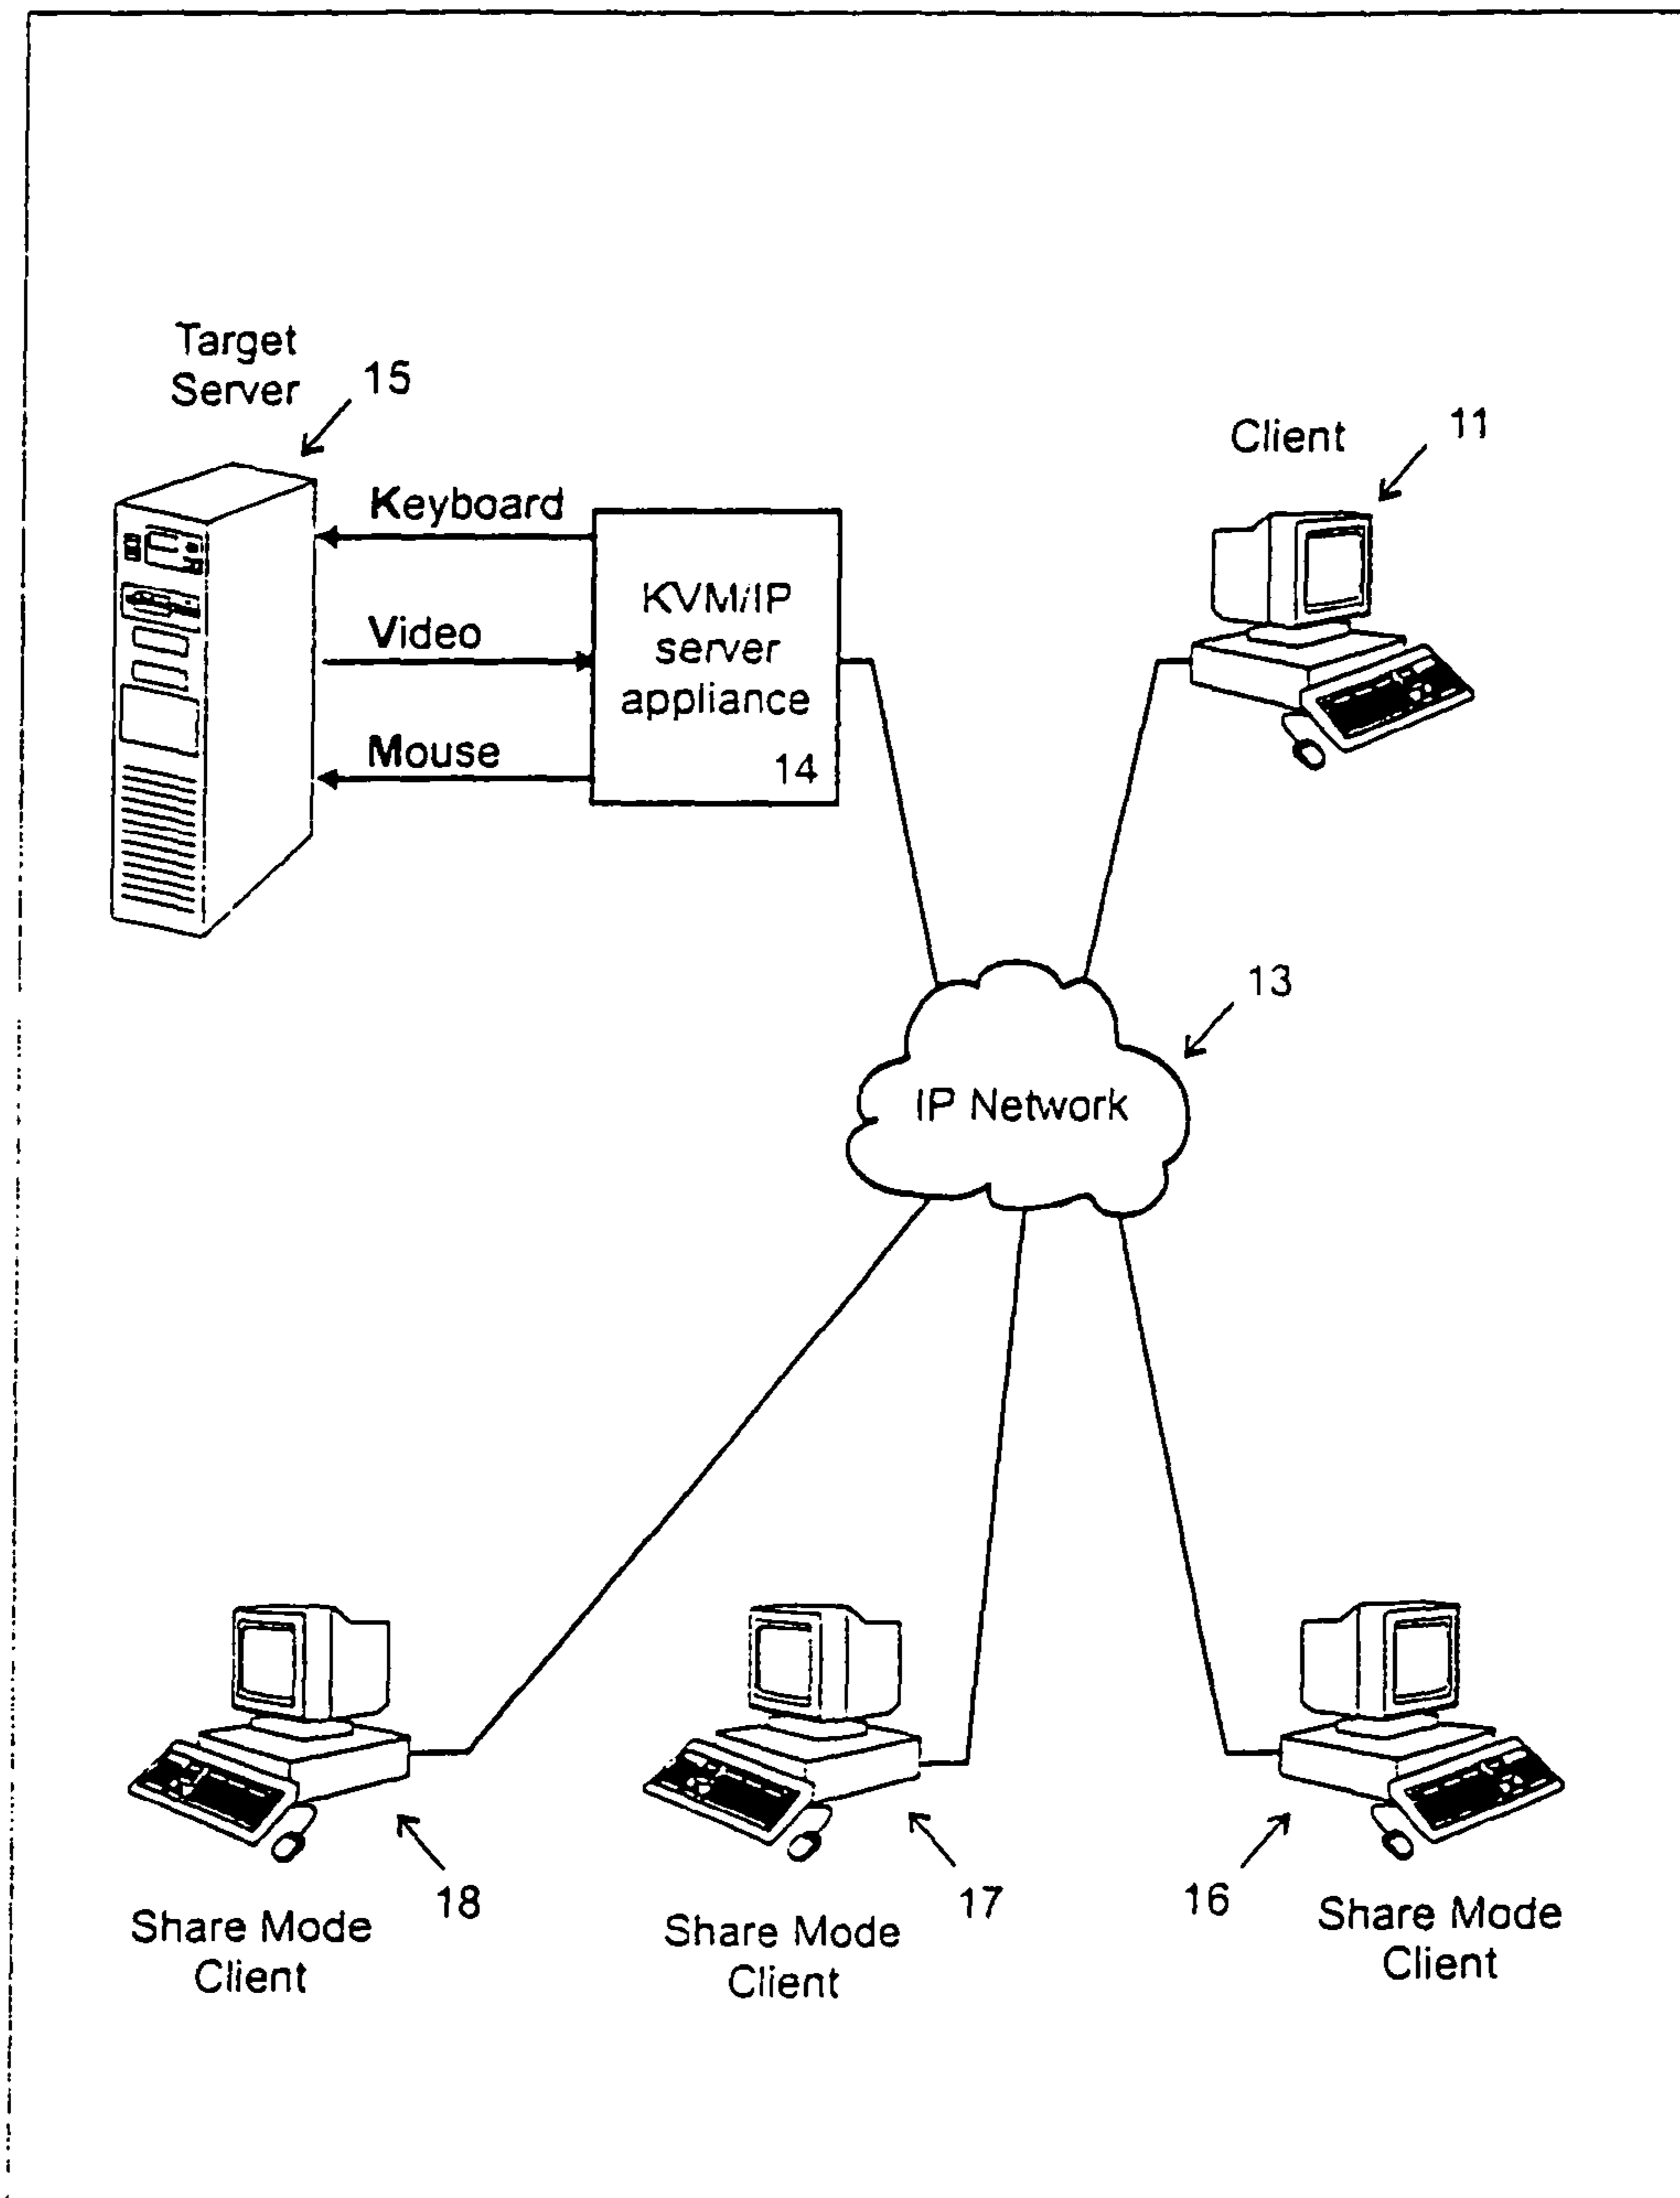 Target
Server
15
Client
11
Keyboard
Video
Mouse
KVM/IP
server
appliance
14
13
IP Network
18
Share Mode
Client
17
Share Mode
Client
16
Share Mode
Client